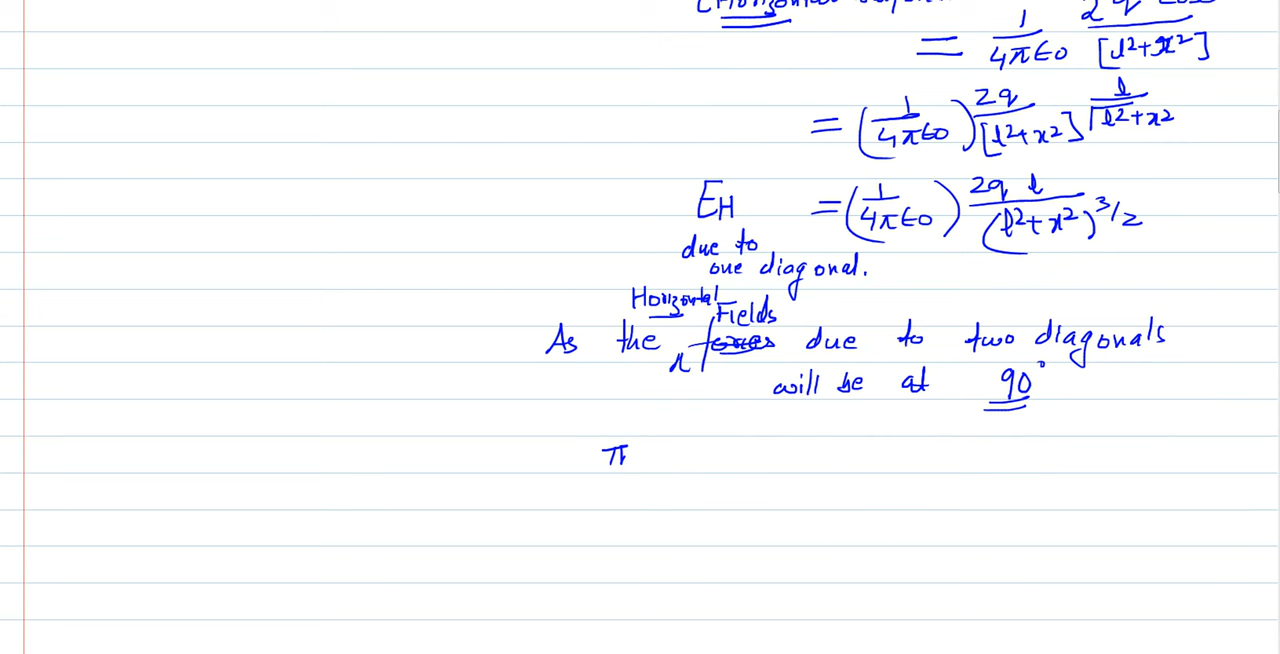 = 1/4πϵ0 2q /[l²+x²]
= (1/4πϵ0) 2q/[l²+x²] l/√l²+x²
EH = (1/4πϵ0) 2q l/(l²+x²)^3/2
due to
one diagonal.
Horizontal Fields
As the forces due to two diagonals
will be at 90°
π